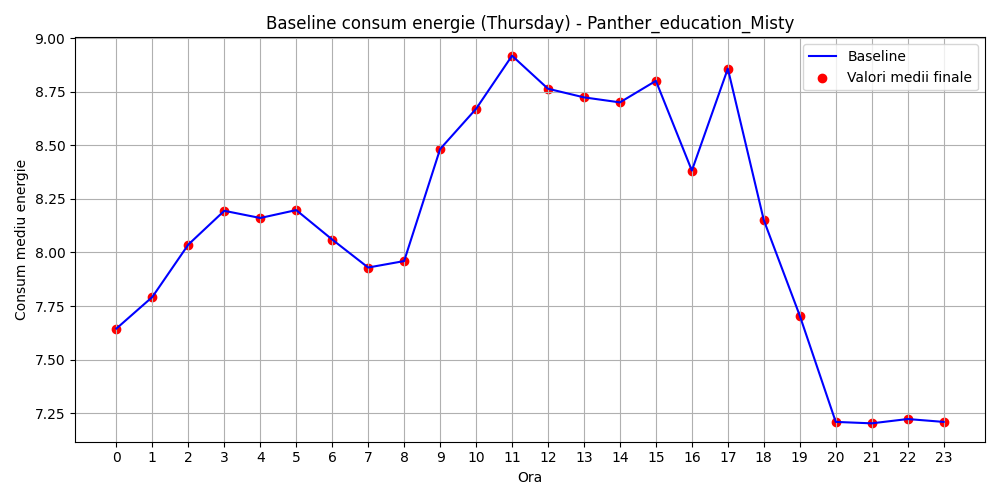 Baseline consum energie (Thursday) - Panther_education_Misty
Baseline
Valori medii finale
Consum mediu energie
9.00
8.75
8.50
8.25
8.00
7.75
7.50
7.25
0 1 2 3 4 5 6 7 8 9 10 11 12 13 14 15 16 17 18 19 20 21 22 23
Ora